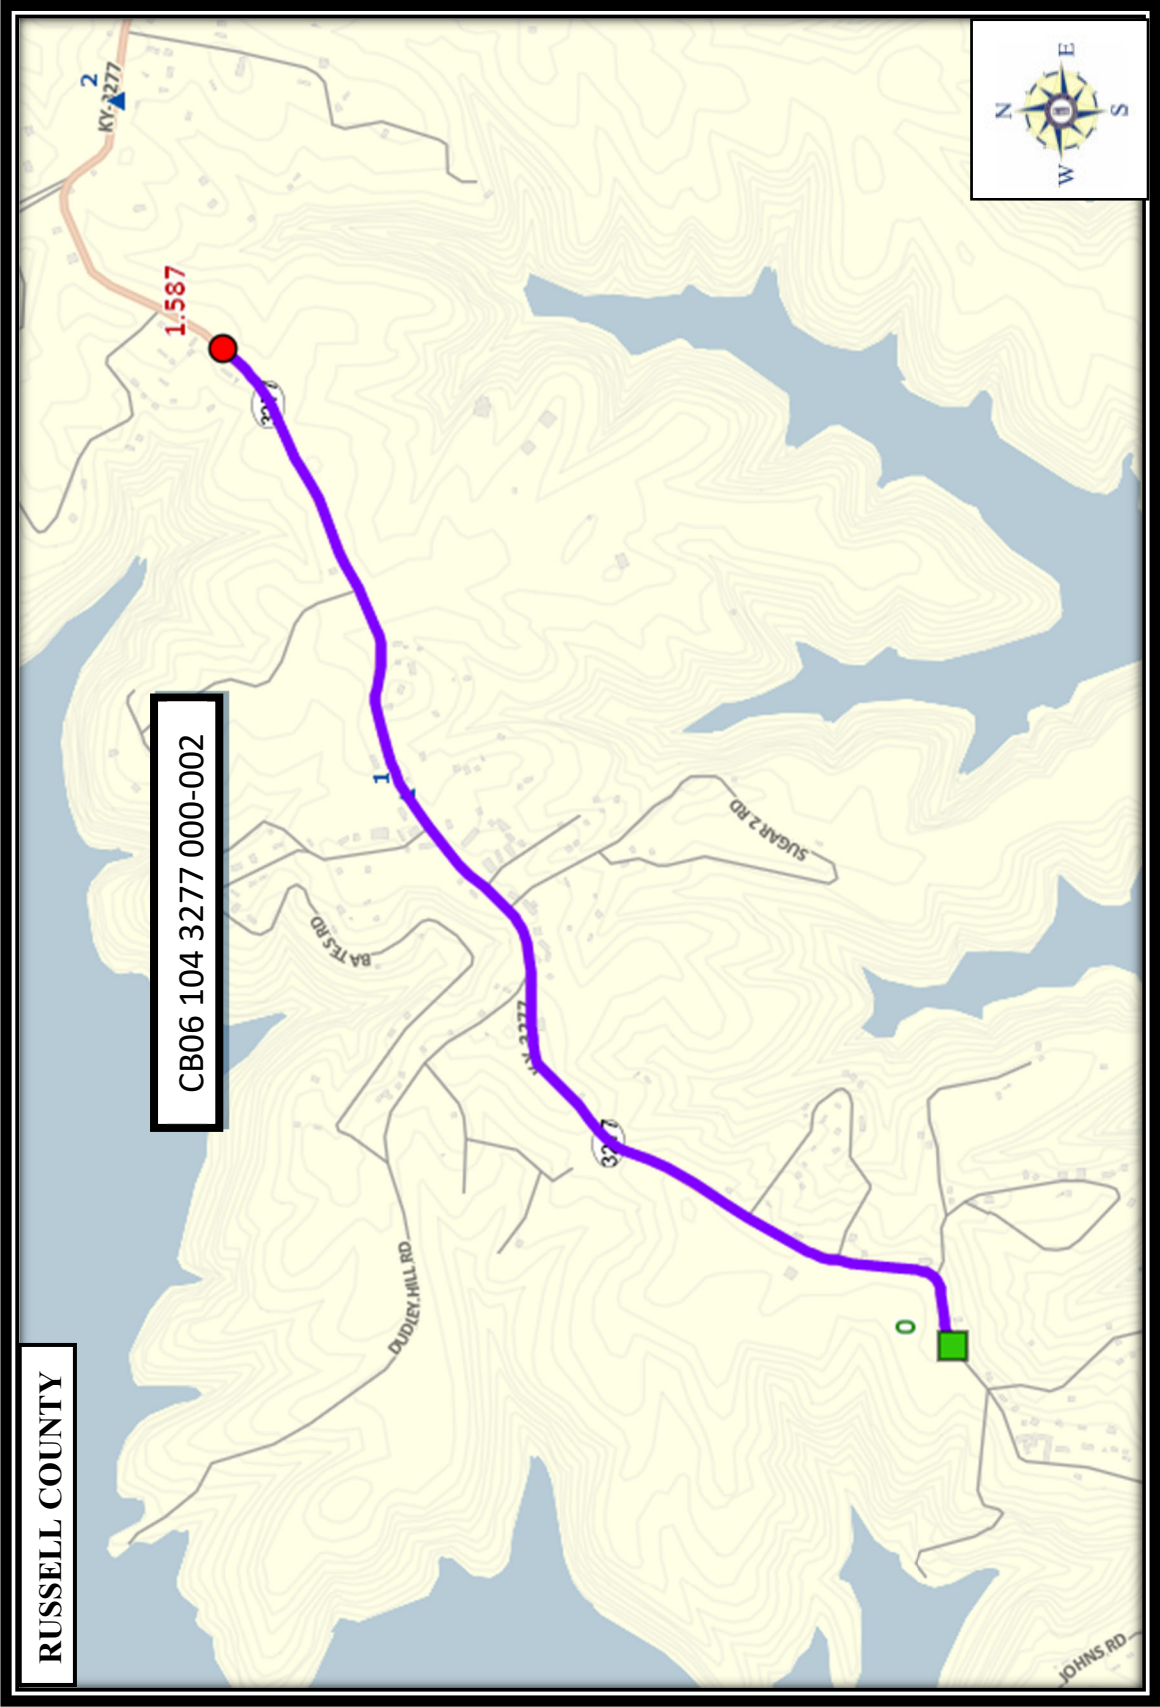 RUSSELL COUNTY
CB06 104 3277 000-002
N
W
E
S
KY-3277
2
1.587
1
BATES RD
SUGAR 2 RD
KY 3277
DUDLEY HILL RD
0
JOHNS RD